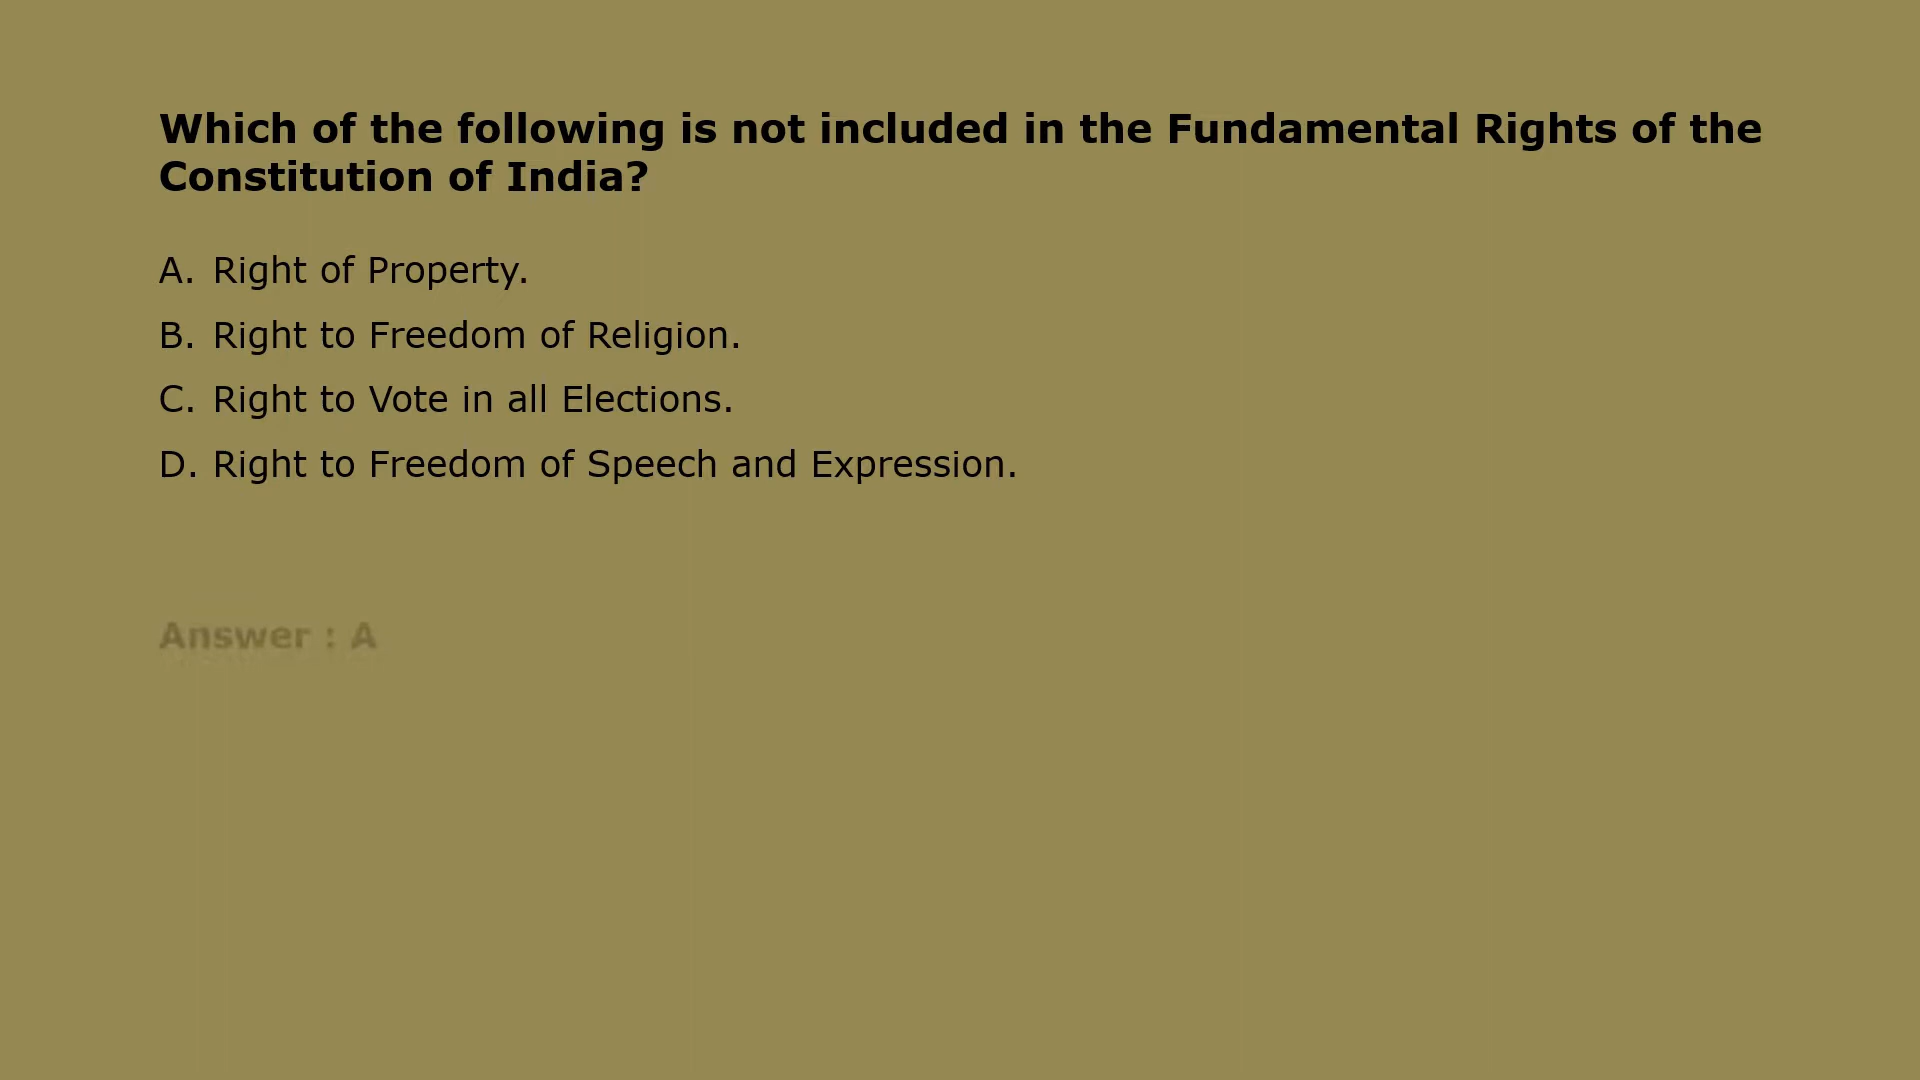 Which of the following is not included in the Fundamental Rights of the
Constitution of India?
A. Right of Property.
B. Right to Freedom of Religion.
C. Right to Vote in all Elections.
D. Right to Freedom of Speech and Expression.
Answer : A